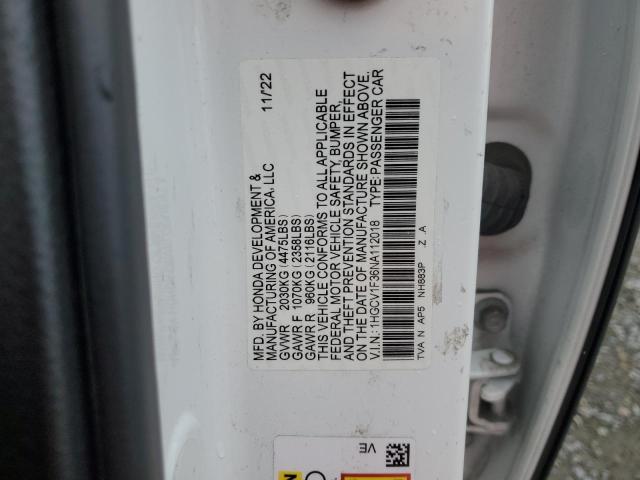 MFD. BY HONDA DEVELOPMENT & 11/22
MANUFACTURING OF AMERICA, LLC
GVWR 2030KG (4475LBS)
GAWR F 1070KG (2358LBS)
GAWR R 960KG (2116LBS)
THIS VEHICLE CONFORMS TO ALL APPLICABLE
FEDERAL MOTOR VEHICLE SAFETY, BUMPER,
AND THEFT PREVENTION STANDARDS IN EFFECT
ON THE DATE OF MANUFACTURE SHOWN ABOVE.
V.I.N.: 1HGCV1F36NA112018 TYPE: PASSENGER CAR
TVA N AP5 NH883P Z A
VE